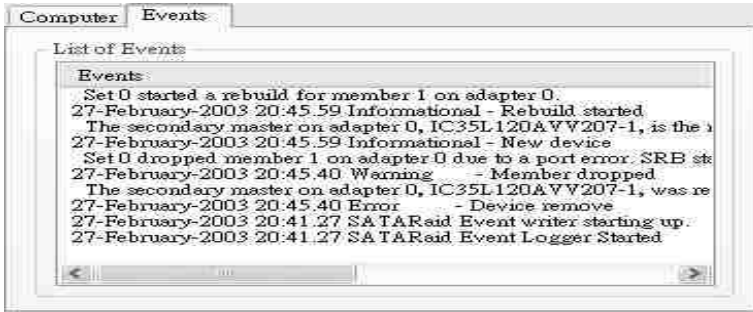 Computer Events
List of Events
Events
Set 0 started a rebuild for member 1 on adapter 0.
27-February-2003 20:45.59 Informational - Rebuild started
The secondary master on adapter 0, IC35L120AVV207-1, is the
27-February-2003 20:45.59 Informational - New device
Set 0 dropped member 1 on adapter 0 due to a port error. SRB
27-February-2003 20:45.40 Warning - Member dropped
The secondary master on adapter 0, IC35L120AVV207-1, was re
27-February-2003 20:45.40 Error - Device remove
27-February-2003 20:41.27 SATARaid Event writer starting up.
27-February-2003 20:41.27 SATARaid Event Logger Started